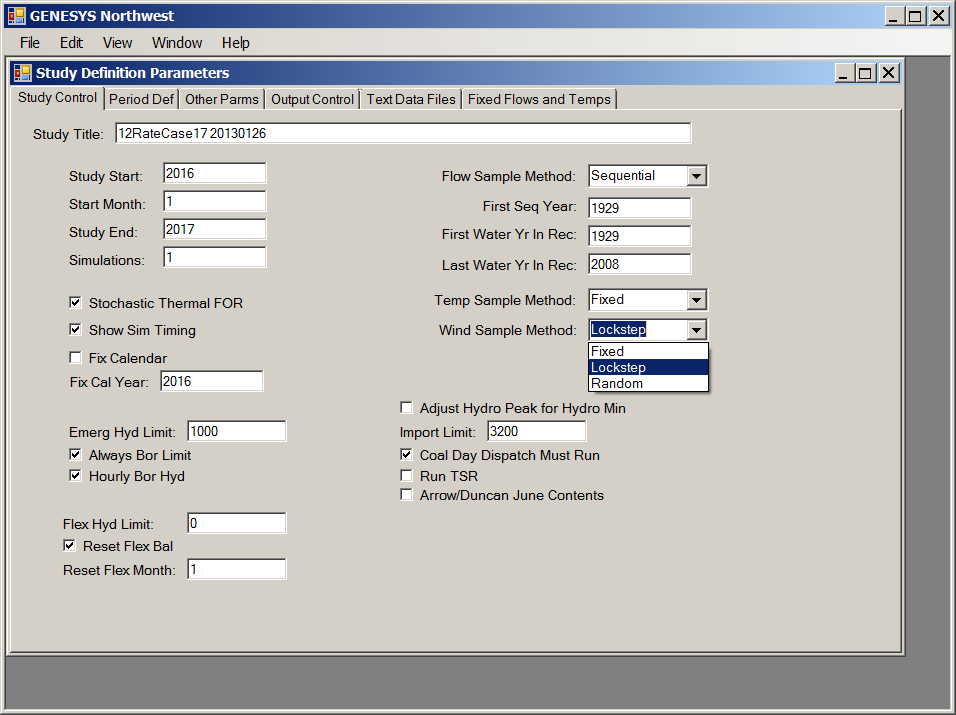 GENESYS Northwest
File Edit View Window Help
Study Definition Parameters
Study Control Period Def Other Parms Output Control Text Data Files Fixed Flows and Temps
Study Title: 12RateCase17 20130126
Study Start: 2016
Start Month: 1
Study End: 2017
Simulations: 1
Stochastic Thermal FOR
Show Sim Timing
Fix Calendar
Fix Cal Year: 2016
Emerg Hyd Limit: 1000
Always Bor Limit
Hourly Bor Hyd
Flex Hyd Limit: 0
Reset Flex Bal
Reset Flex Month: 1
Flow Sample Method: Sequential
First Seq Year: 1929
First Water Yr In Rec: 1929
Last Water Yr In Rec: 2008
Temp Sample Method: Fixed
Wind Sample Method: Lockstep
Fixed
Lockstep
Random
Adjust Hydro Peak for Hydro Min
Import Limit: 3200
Coal Day Dispatch Must Run
Run TSR
Arrow/Duncan June Contents